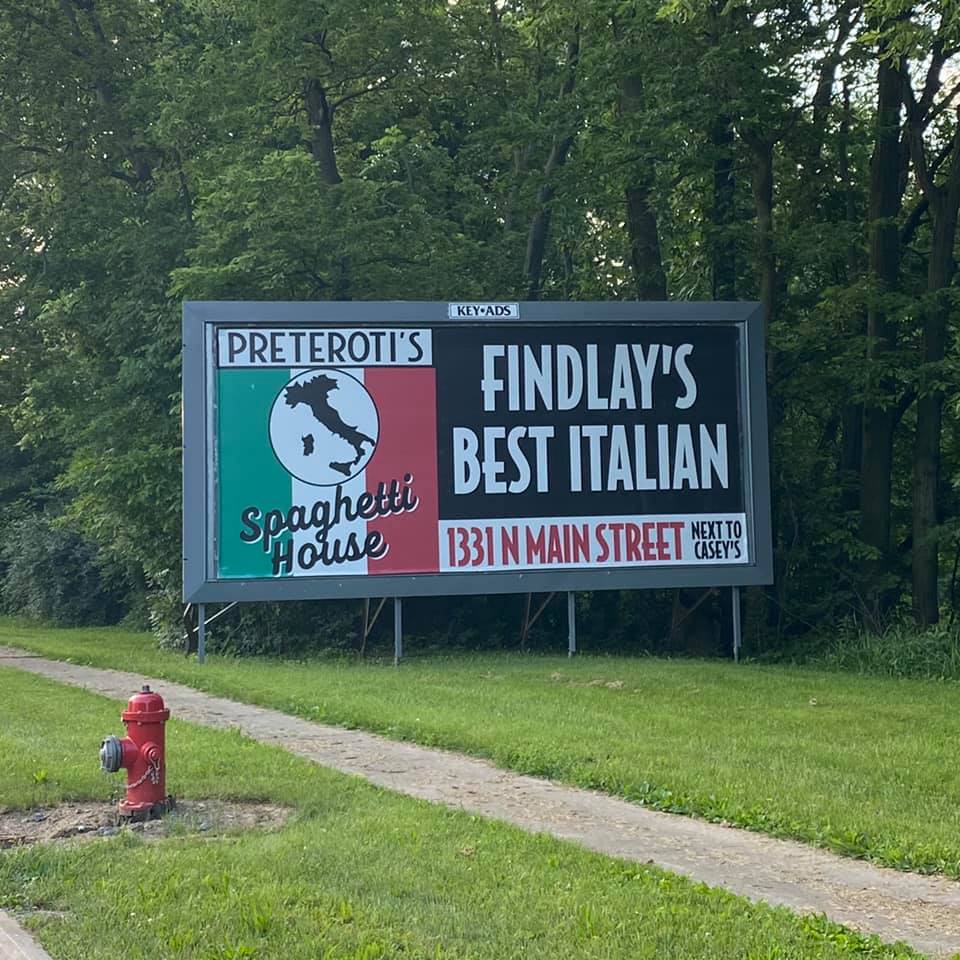 KEY•ADS
PRETEROTI'S
Spaghetti
House
FINDLAY'S
BEST ITALIAN
1331 N MAIN STREET
NEXT TO
CASEY'S